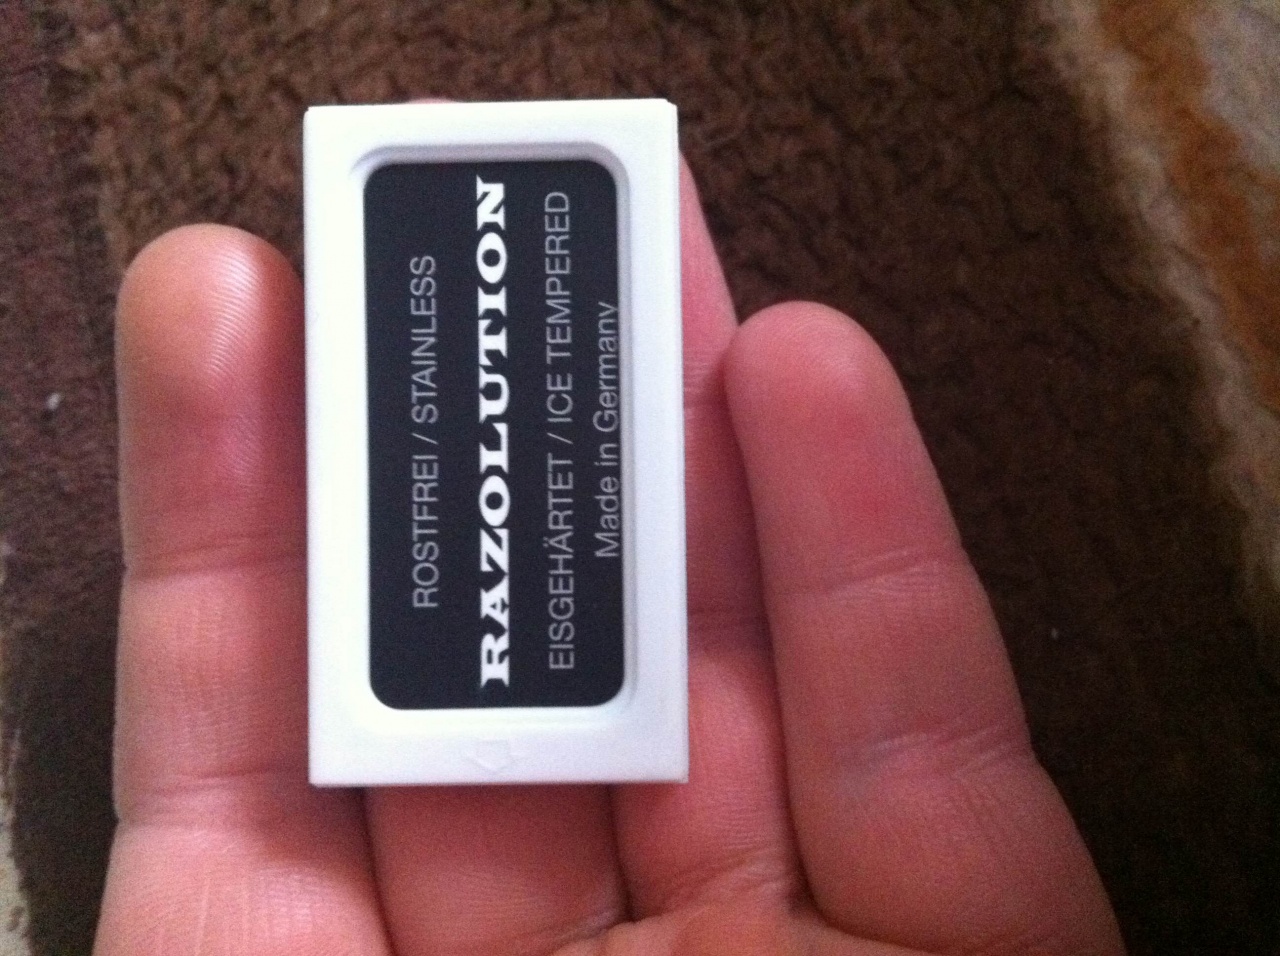 ROSTFREI / STAINLESS
RAZOLUTION
EISGEHÄRTET / ICE TEMPERED
Made in Germany